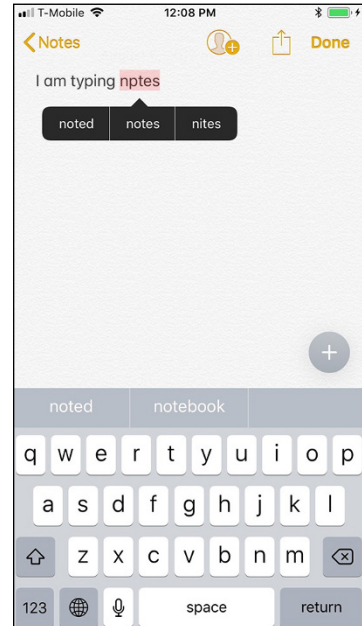 T-Mobile 12:08 PM
Notes Done
I am typing nptes
noted notes nites
noted notebook
q w e r t y u i o p
a s d f g h j k l
z x c v b n m
123 space return